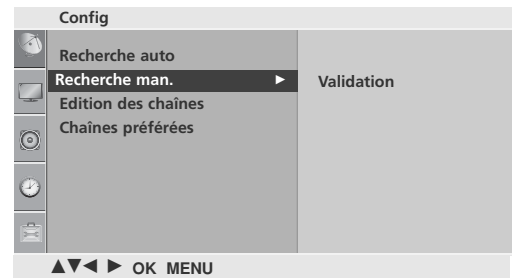 Config
Recherche auto
Recherche man. ► Validation
Edition des chaînes
Chaînes préférées
▲▼◄ ► OK MENU